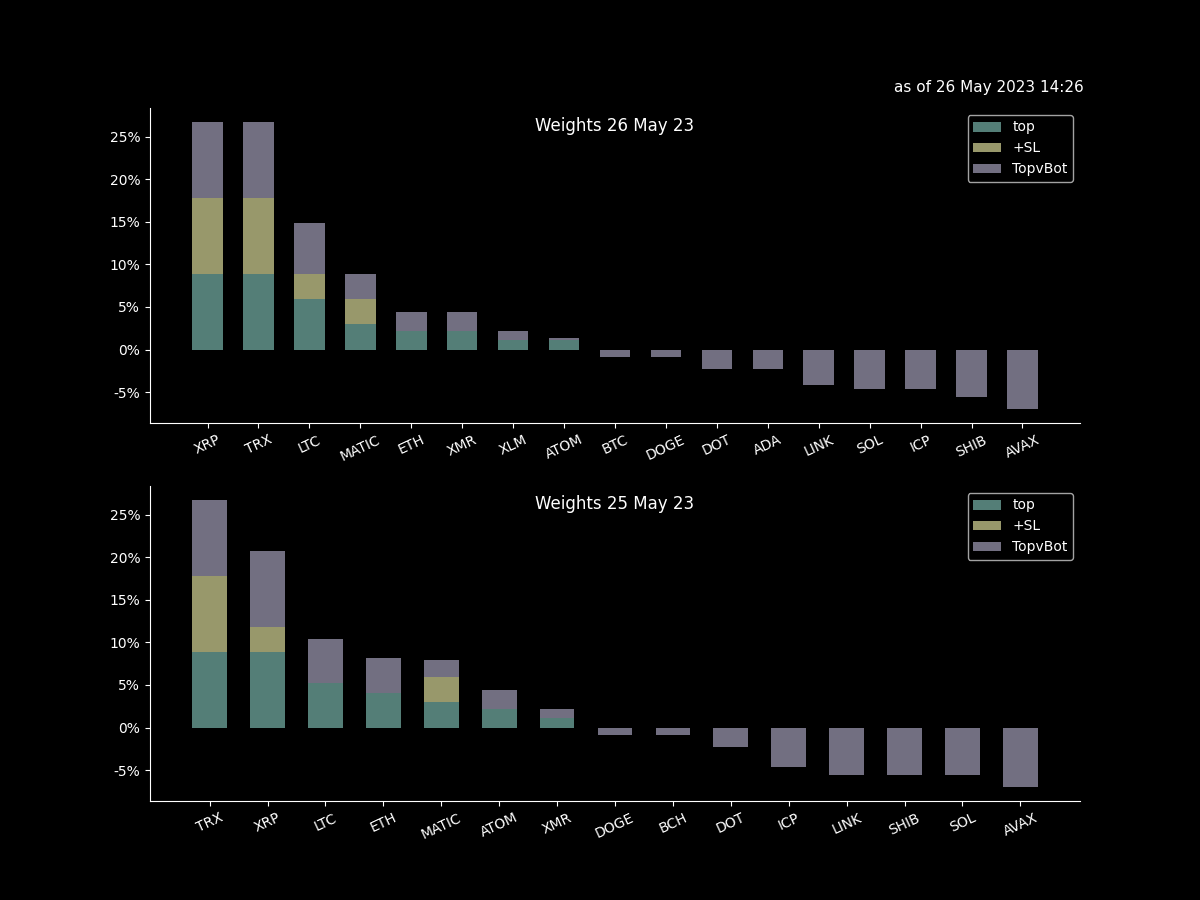 as of 26 May 2023 14:26
Weights 26 May 23
top
+SL
TopvBot
25%
20%
15%
10%
5%
0%
-5%
XRP TRX LTC MATIC ETH XMR XLM ATOM BTC DOGE DOT ADA LINK SOL ICP SHIB AVAX
Weights 25 May 23
top
+SL
TopvBot
25%
20%
15%
10%
5%
0%
-5%
TRX XRP LTC ETH MATIC ATOM XMR DOGE BCH DOT ICP LINK SHIB SOL AVAX